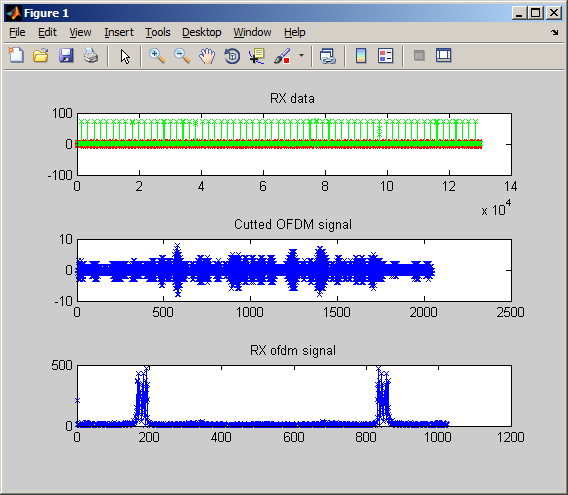 Figure 1
File Edit View Insert Tools Desktop Window Help
RX data
100
0
-100
0 2 4 6 8 10 12 14
x 10^4
Cutted OFDM signal
10
0
-10
0 500 1000 1500 2000 2500
RX ofdm signal
500
0
0 200 400 600 800 1000 1200